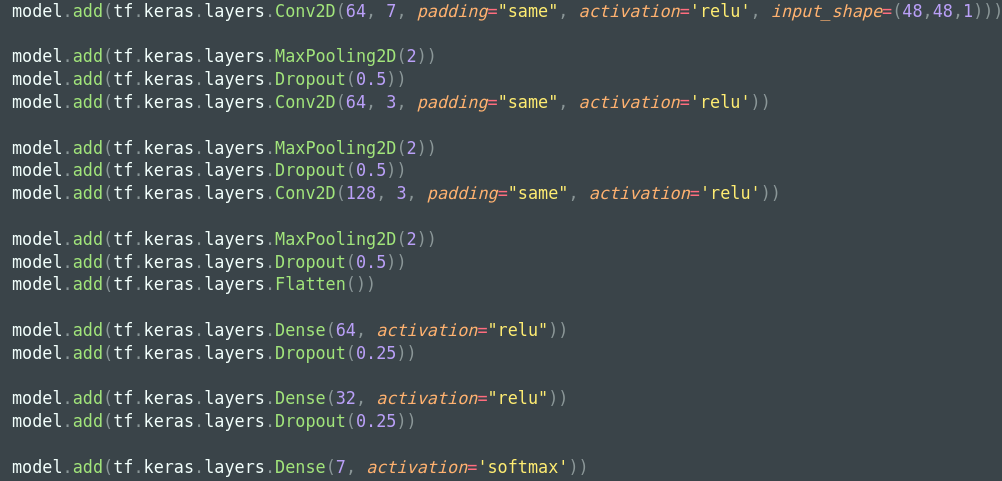 model.add(tf.keras.layers.Conv2D(64, 7, padding="same", activation='relu', input_shape=(48,48,1)))
model.add(tf.keras.layers.MaxPooling2D(2))
model.add(tf.keras.layers.Dropout(0.5))
model.add(tf.keras.layers.Conv2D(64, 3, padding="same", activation='relu'))
model.add(tf.keras.layers.MaxPooling2D(2))
model.add(tf.keras.layers.Dropout(0.5))
model.add(tf.keras.layers.Conv2D(128, 3, padding="same", activation='relu'))
model.add(tf.keras.layers.MaxPooling2D(2))
model.add(tf.keras.layers.Dropout(0.5))
model.add(tf.keras.layers.Flatten())
model.add(tf.keras.layers.Dense(64, activation="relu"))
model.add(tf.keras.layers.Dropout(0.25))
model.add(tf.keras.layers.Dense(32, activation="relu"))
model.add(tf.keras.layers.Dropout(0.25))
model.add(tf.keras.layers.Dense(7, activation='softmax'))